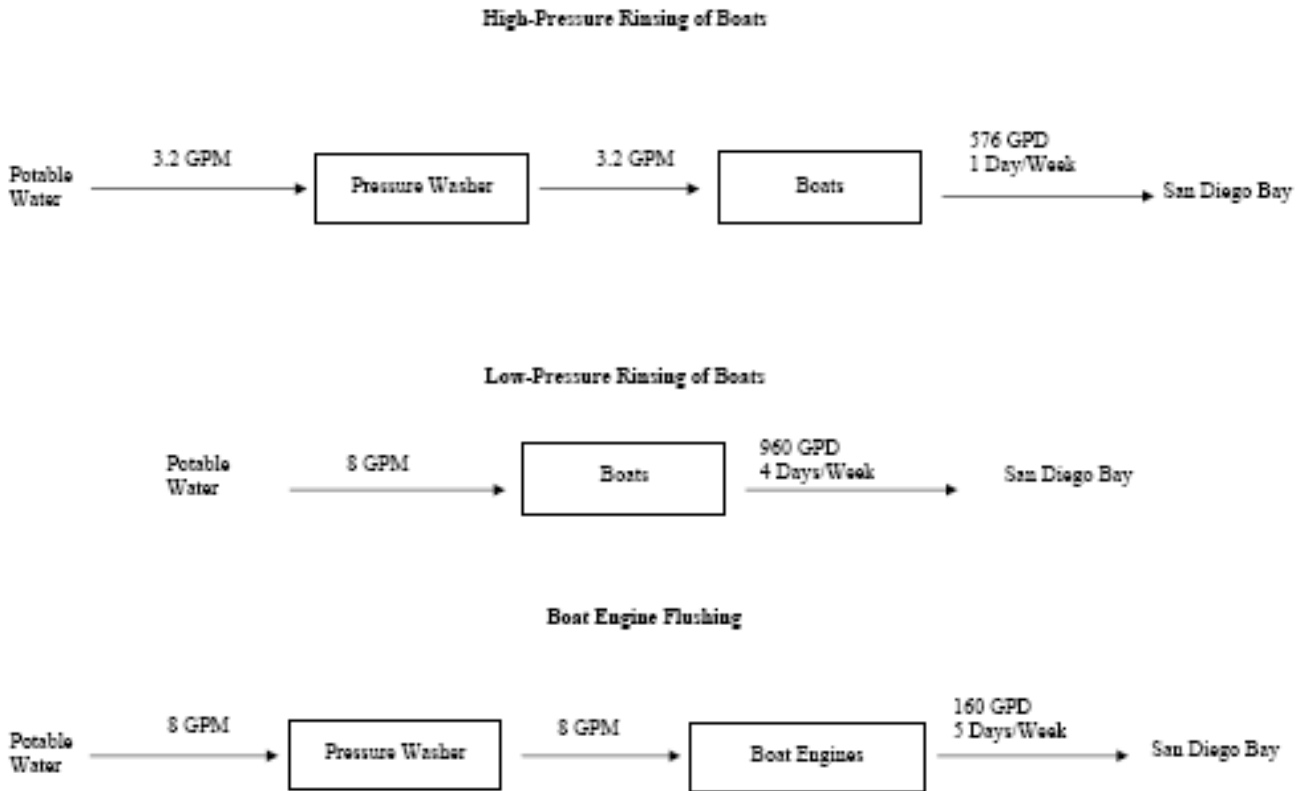 High-Pressure Rinsing of Boats
576 GPD
3.2 GPM
3.2 GPM
1 Day/Week
Potable
Water
Pressure Washer
Boats
San Diego Bay
Low-Pressure Rinsing of Boats
960 GPD
Potable
Water
8 GPM
Boats
4 Days/Week
San Diego Bay
Boat Engine Flushing
160 GPD
8 GPM
8 GPM
5 Days/Week
Potable
Water
Pressure Washer
Boat Engines
San Diego Bay